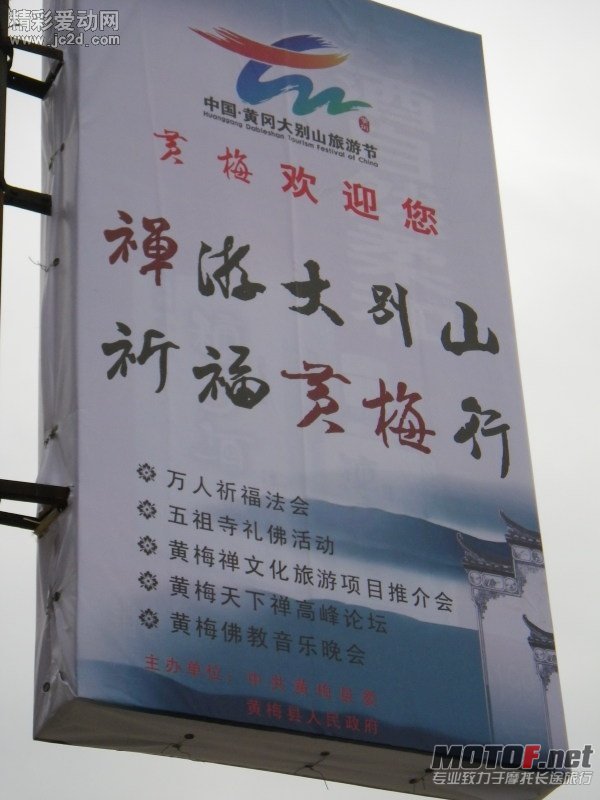 精彩爱动网
www.jc2d.com
中国·黄冈大别山旅游节
Huanggang Dabieshan Tourism Festival of China
黄梅欢迎您
禅游大别山
祈福黄梅行
万人祈福法会
五祖寺礼佛活动
黄梅禅文化旅游项目推介会
黄梅天下禅高峰论坛
黄梅佛教音乐晚会
主办单位：中共黄梅县委
黄梅县人民政府
MOTOF.net
专业致力于摩托长途旅行